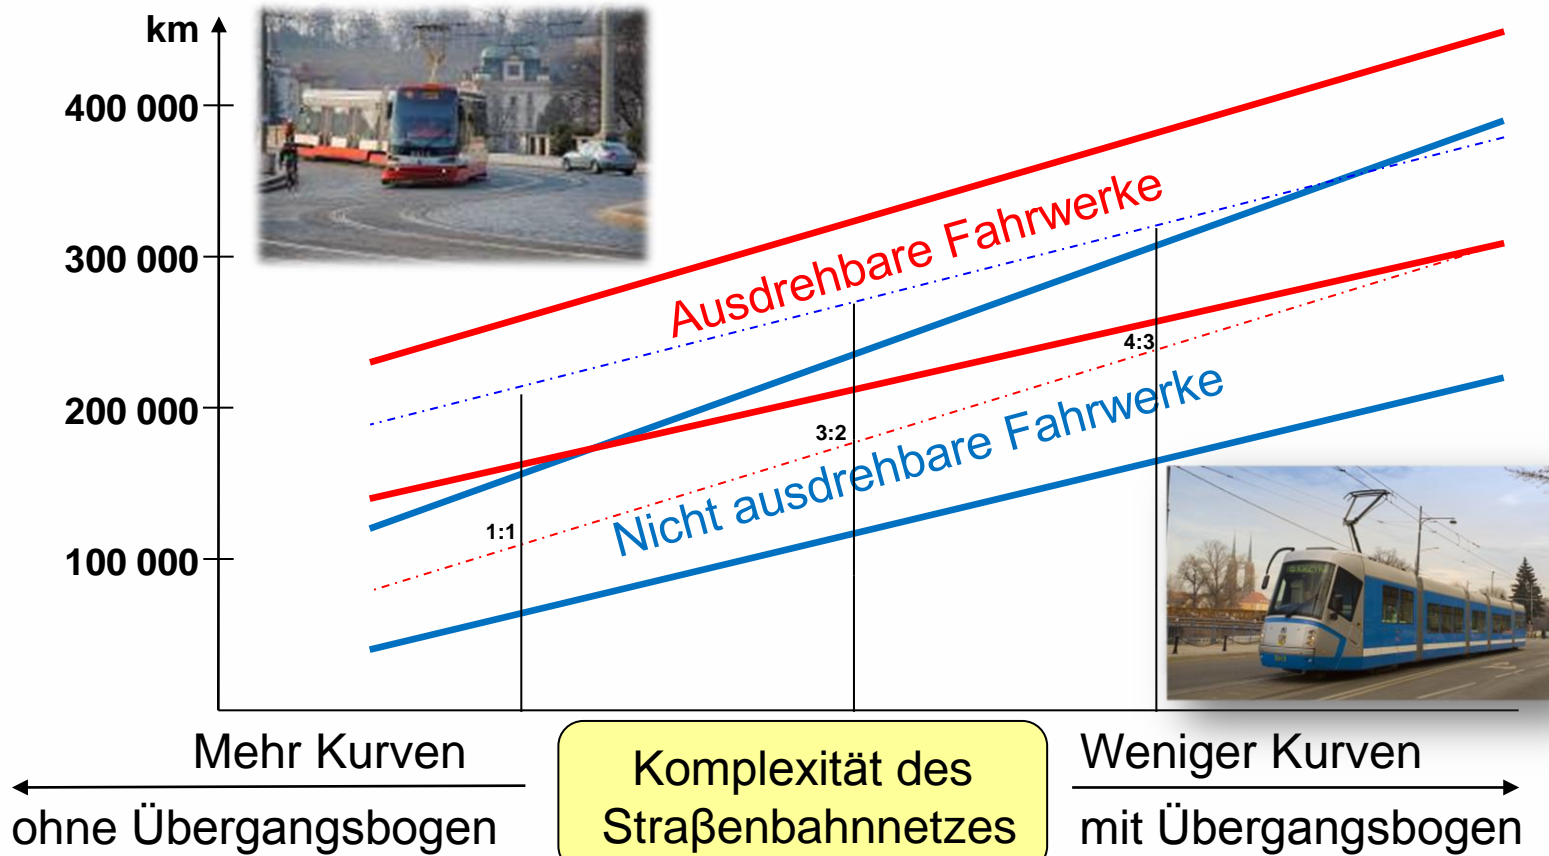 km
400 000
300 000
200 000
100 000
Ausdrehbare Fahrwerke
Nicht ausdrehbare Fahrwerke
1:1
3:2
4:3
Mehr Kurven
ohne Übergangsbogen
Komplexität des
Straβenbahnnetzes
Weniger Kurven
mit Übergangsbogen